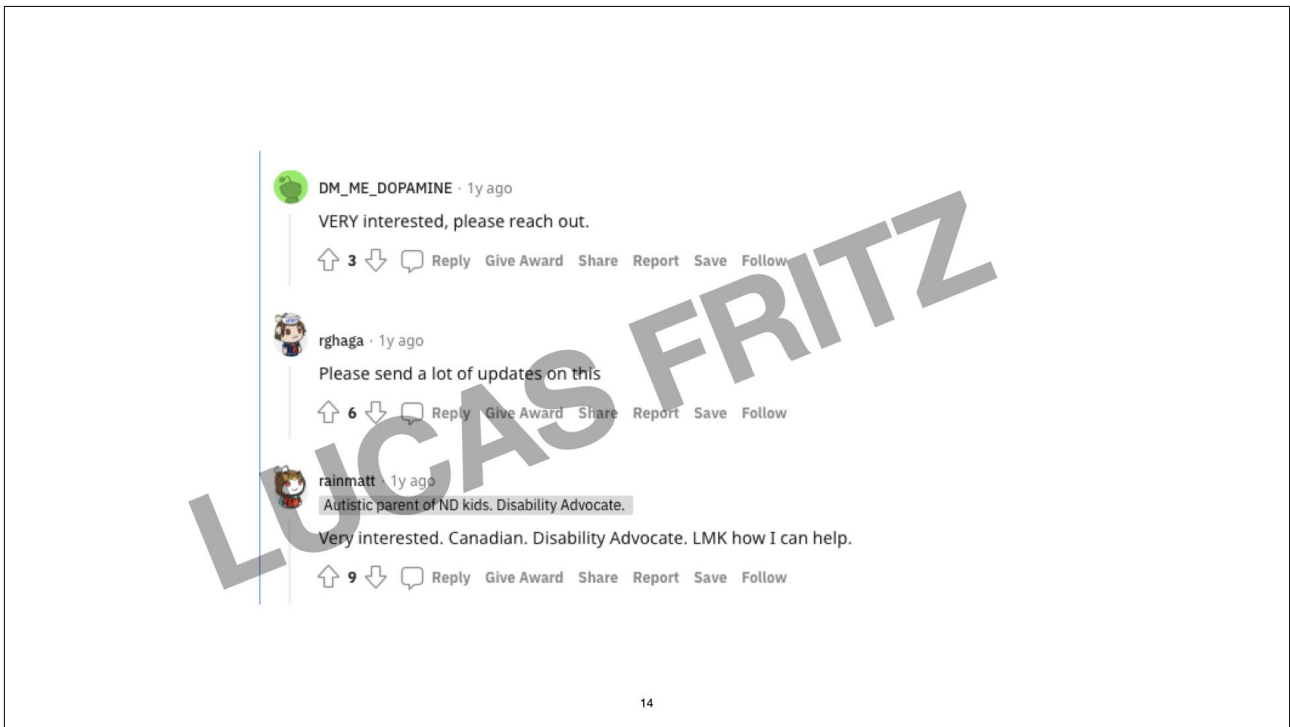 DM_ME_DOPAMINE · 1y ago
VERY interested, please reach out.
3 Reply Give Award Share Report Save Follow
rghaga · 1y ago
Please send a lot of updates on this
6 Reply Give Award Share Report Save Follow
rainmatt · 1y ago
Autistic parent of ND kids. Disability Advocate.
Very interested. Canadian. Disability Advocate. LMK how I can help.
9 Reply Give Award Share Report Save Follow
LUCAS FRITZ
14